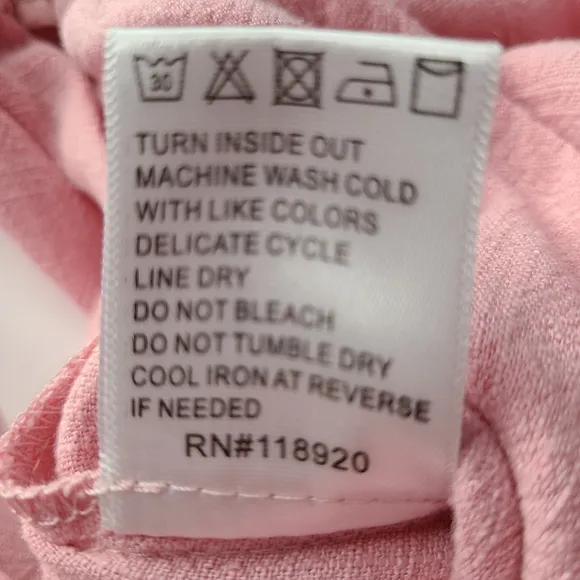 30
TURN INSIDE OUT
MACHINE WASH COLD
WITH LIKE COLORS
DELICATE CYCLE
LINE DRY
DO NOT BLEACH
DO NOT TUMBLE DRY
COOL IRON AT REVERSE
IF NEEDED
RN#118920